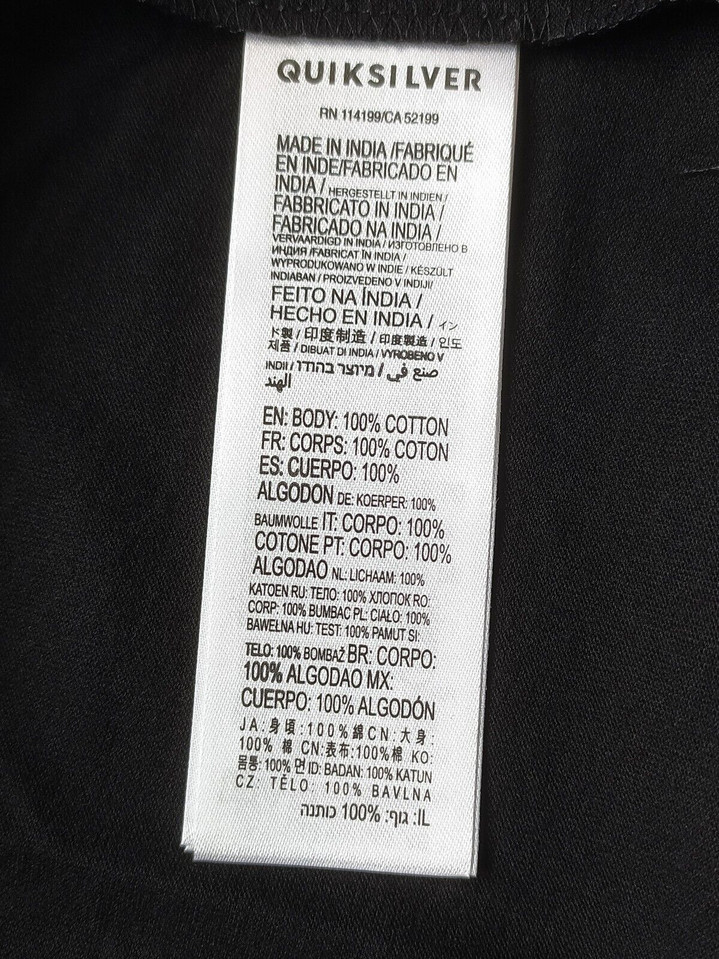 QUIKSILVER
RN 114199/CA 52199
MADE IN INDIA /FABRIQUÉ
EN INDE/FABRICADO EN
INDIA / HERGESTELLT IN INDIEN /
FABBRICATO IN INDIA /
FABRICADO NA INDIA /
VERVAARDIGD IN INDIA / ИЗГОТОВЛЕНО В
ИНДИЯ /FABRICAT ÎN INDIA /
WYPRODUKOWANO W INDIE / KÉSZÜLT
INDIABAN / PROIZVEDENO V INDIJI/
FEITO NA ÍNDIA /
HECHO EN INDIA / イン
ド製 / 印度制造 / 印度製造 / 인도
제품 / DIBUAT DI INDIA / VYROBENO V
INDII / מיוצר בהודו / صنع في
الهند
EN: BODY: 100% COTTON
FR: CORPS: 100% COTON
ES: CUERPO: 100%
ALGODON DE: KOERPER: 100%
BAUMWOLLE IT: CORPO: 100%
COTONE PT: CORPO: 100%
ALGODAO NL: LICHAAM: 100%
KATOEN RU: ТЕЛО: 100% ХЛОПОК RO:
CORP: 100% BUMBAC PL: CIAŁO: 100%
BAWEŁNA HU: TEST: 100% PAMUT SI:
TELO: 100% BOMBAŽ BR: CORPO:
100% ALGODAO MX:
CUERPO: 100% ALGODÓN
JA: 身頃: 100% 綿 CN: 大身:
100% 棉 CN: 表布: 100% 棉 KO:
몸통: 100% 면 ID: BADAN: 100% KATUN
CZ: TĚLO: 100% BAVLNA
IL: גוף: 100% כותנה